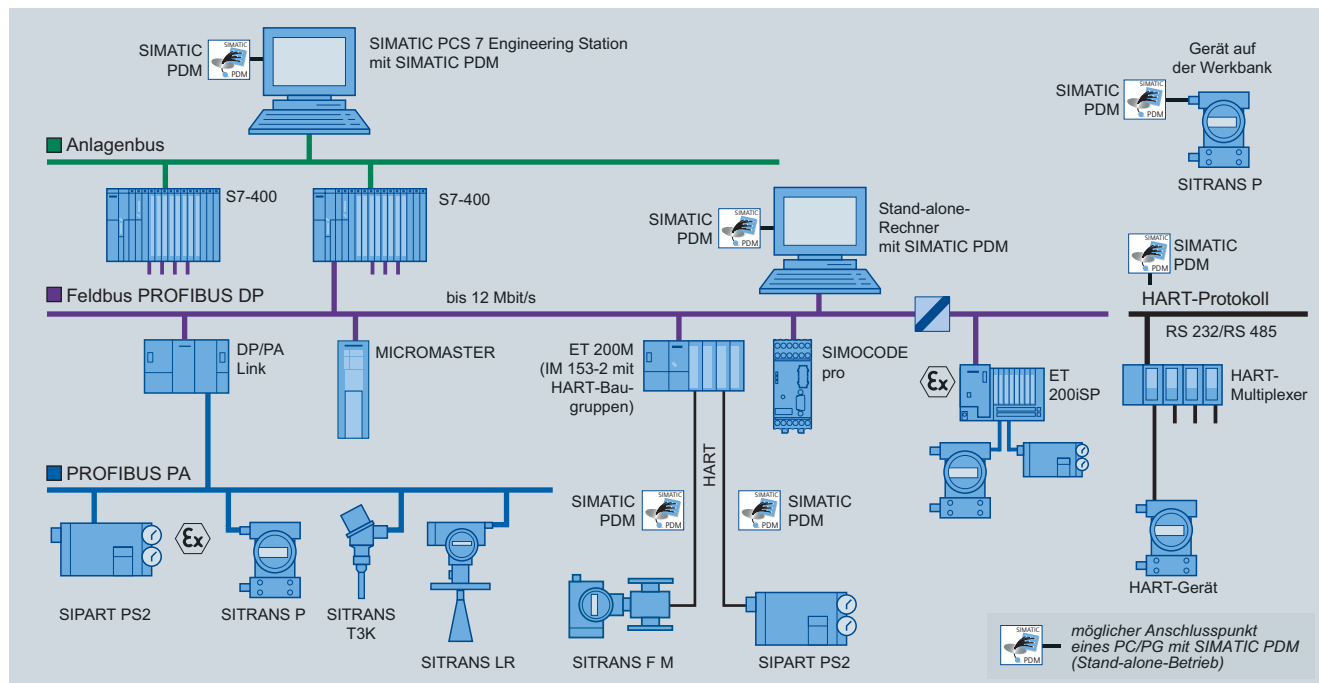 SIMATIC
PDM
SIMATIC
PDM
SIMATIC PCS 7 Engineering Station
mit SIMATIC PDM
Gerät auf
der Werkbank
SIMATIC
PDM
SIMATIC
PDM
SITRANS P
Anlagenbus
S7-400
S7-400
SIMATIC
PDM
SIMATIC
PDM
Stand-alone-
Rechner
mit SIMATIC PDM
SIMATIC
PDM
SIMATIC
PDM
Feldbus PROFIBUS DP
bis 12 Mbit/s
HART-Protokoll
RS 232/RS 485
DP/PA
Link
MICROMASTER
ET 200M
(IM 153-2 mit
HART-Bau-
gruppen)
SIMOCODE
pro
εx
ET
200iSP
HART-
Multiplexer
HART
PROFIBUS PA
SIMATIC
PDM
SIMATIC
PDM
SIMATIC
PDM
SIMATIC
PDM
εx
SIPART PS2
SITRANS P
SITRANS
T3K
SITRANS LR
SITRANS F M
SIPART PS2
HART-Gerät
SIMATIC
PDM
möglicher Anschlusspunkt
eines PC/PG mit SIMATIC PDM
(Stand-alone-Betrieb)